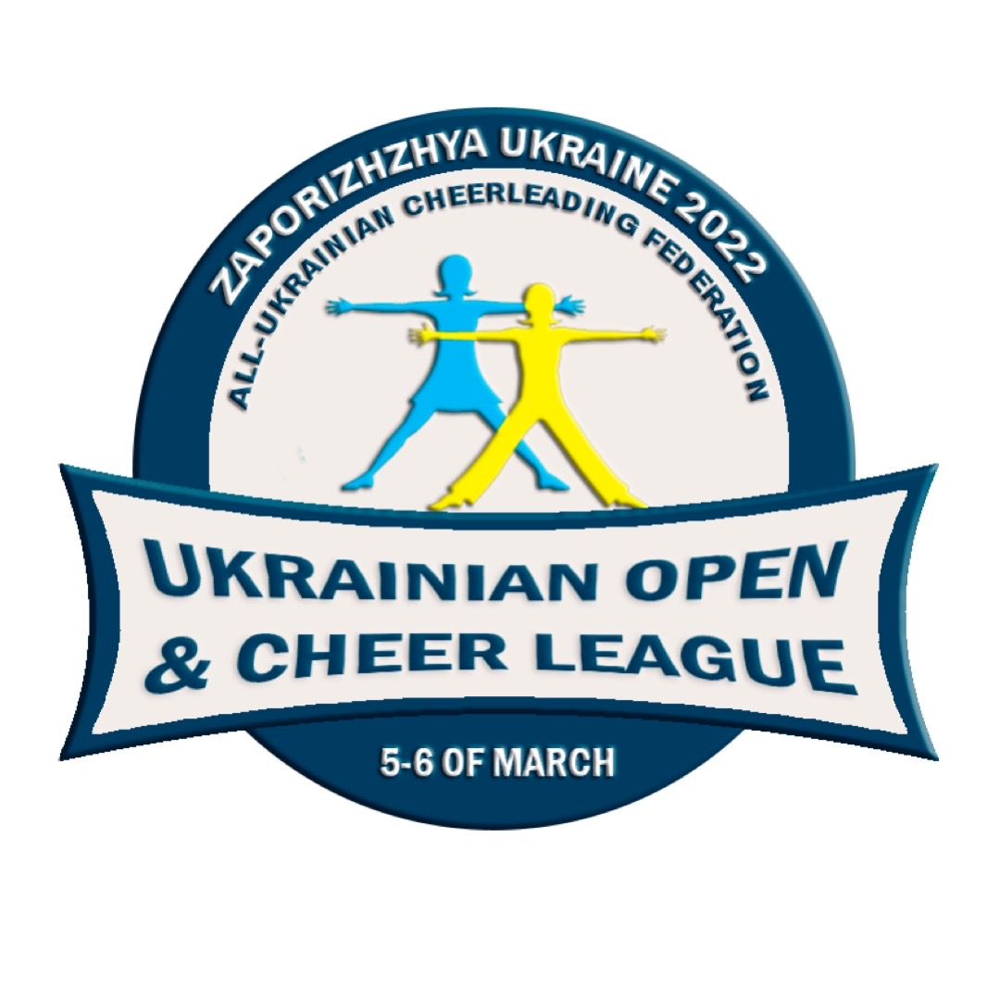 ZAPORIZHZHYA UKRAINE 2022
ALL-UKRAINIAN CHEERLEADING FEDERATION
UKRAINIAN OPEN
& CHEER LEAGUE
5-6 OF MARCH